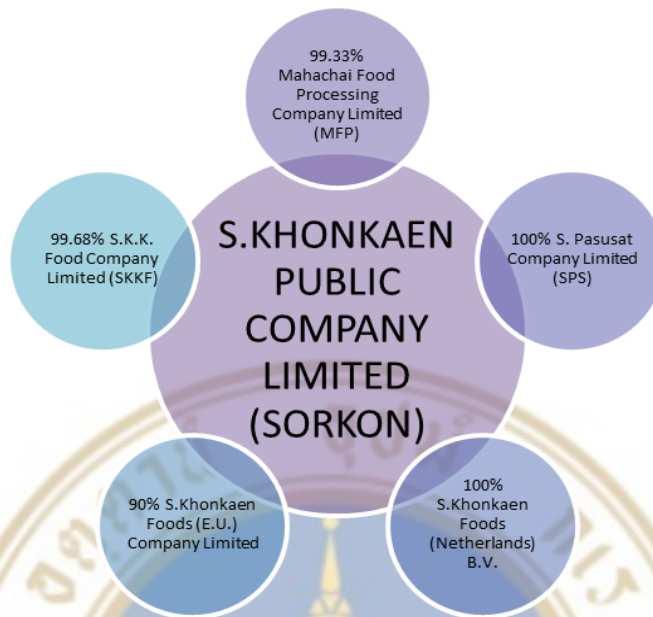 99.33%
Mahachai Food
Processing
Company Limited
(MFP)
99.68% S.K.K.
Food Company
Limited (SKKF)
S.KHONKAEN
PUBLIC
COMPANY
LIMITED
(SORKON)
100% S. Pasusat
Company Limited
(SPS)
90% S.Khonkaen
Foods (E.U.)
Company Limited
100%
S.Khonkaen
Foods
(Netherlands)
B.V.